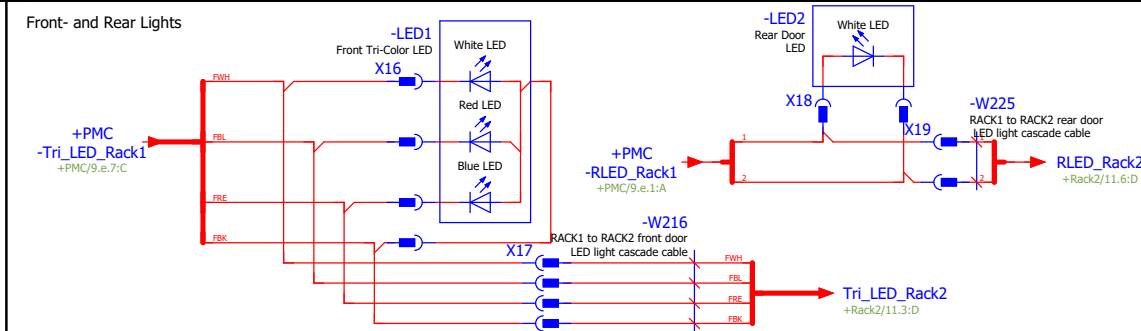 Front- and Rear Lights
-LED1
Front Tri-Color LED
X16
White LED
Red LED
Blue LED
FWH
FBL
FRE
FBK
+PMC
-Tri_LED_Rack1
+PMC/9.e.7:C
X17
-W216
RACK1 to RACK2 front door
LED light cascade cable
FWH
FBL
FRE
FBK
Tri_LED_Rack2
+Rack2/11.3:D
-LED2
Rear Door
LED
White LED
X18
X19
-W225
RACK1 to RACK2 rear door
LED light cascade cable
+PMC
-RLED_Rack1
+PMC/9.e.1:A
1
2
1
2
RLED_Rack2
+Rack2/11.6:D